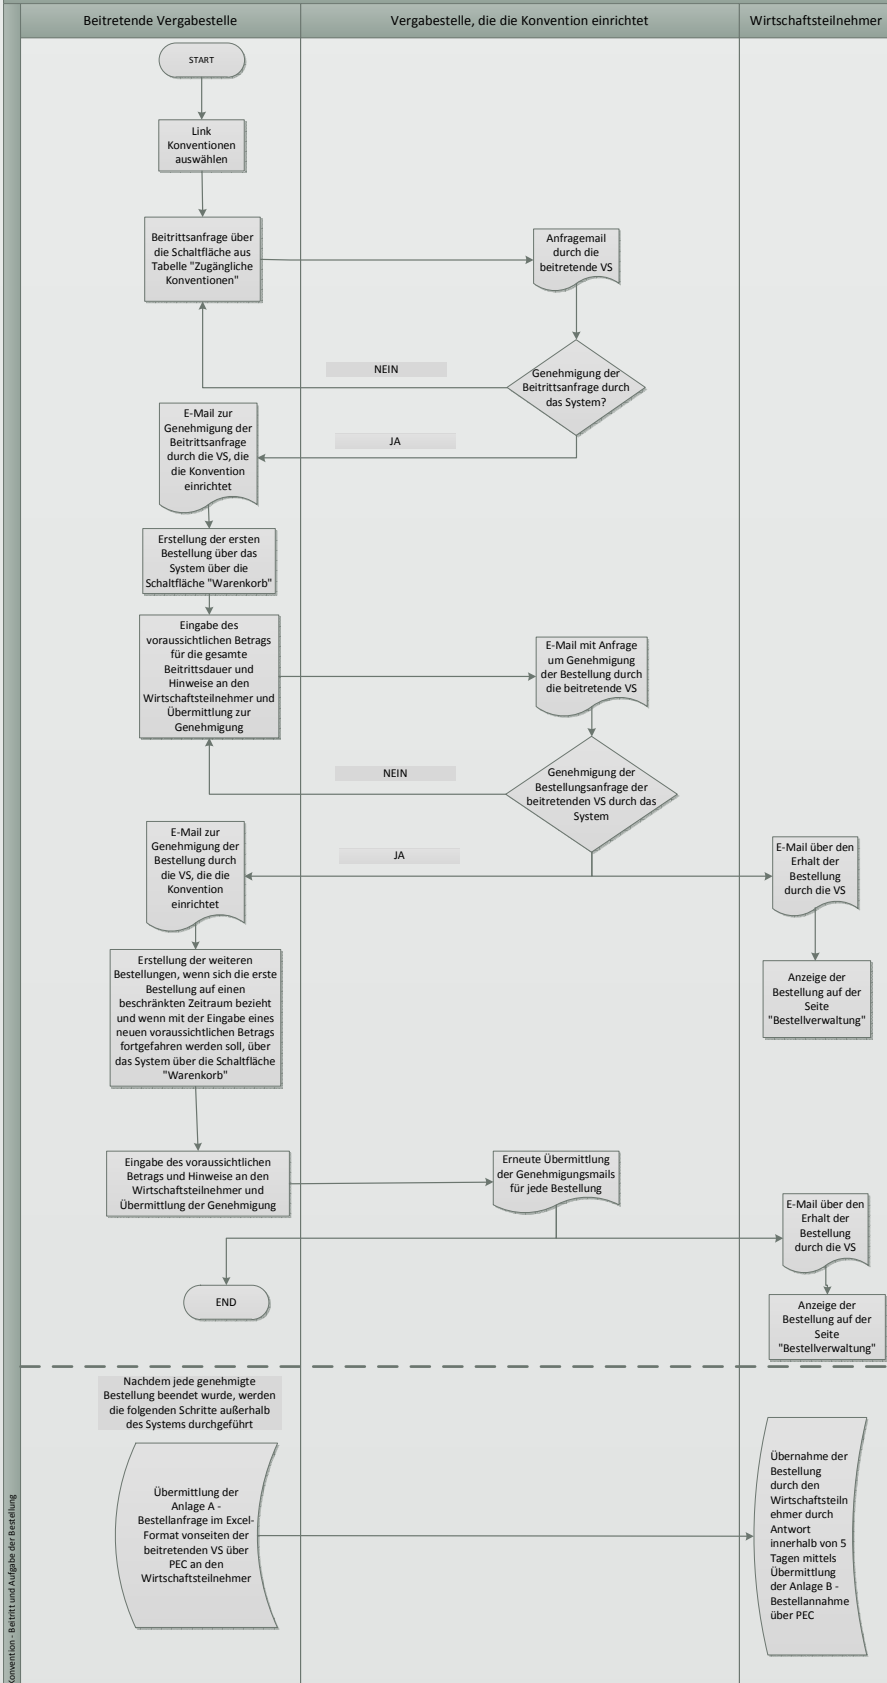 Beitretende Vergabestelle
Vergabestelle, die die Konvention einrichtet
Wirtschaftsteilnehmer
START
Link
Konventionen
auswählen
Beitrittsanfrage über
die Schaltfläche aus
Tabelle "Zugängliche
Konventionen"
Anfragemail
durch die
beitretende VS
Genehmigung der
Beitrittsanfrage durch
das System?
NEIN
JA
E-Mail zur
Genehmigung der
Beitrittsanfrage
durch die VS, die
die Konvention
einrichtet
Erstellung der ersten
Bestellung über das
System über die
Schaltfläche "Warenkorb"
Eingabe des
voraussichtlichen Betrags
für die gesamte
Beitrittsdauer und
Hinweise an den
Wirtschaftsteilnehmer und
Übermittlung zur
Genehmigung
E-Mail mit Anfrage
um Genehmigung
der Bestellung durch
die beitretende VS
Genehmigung der
Bestellungsanfrage der
beitretenden VS durch das
System
NEIN
JA
E-Mail zur
Genehmigung der
Bestellung durch
die VS, die die
Konvention
einrichtet
E-Mail über den
Erhalt der
Bestellung
durch die VS
Anzeige der
Bestellung auf der
Seite
"Bestellverwaltung"
Erstellung der weiteren
Bestellungen, wenn sich die erste
Bestellung auf einen
beschränkten Zeitraum bezieht
und wenn mit der Eingabe eines
neuen voraussichtlichen Betrags
fortgefahren werden soll, über
das System über die Schaltfläche
"Warenkorb"
Eingabe des voraussichtlichen
Betrags und Hinweise an den
Wirtschaftsteilnehmer und
Übermittlung der Genehmigung
Erneute Übermittlung
der Genehmigungsmails
für jede Bestellung
E-Mail über den
Erhalt der
Bestellung
durch die VS
END
Anzeige der
Bestellung auf der
Seite
"Bestellverwaltung"
Nachdem jede genehmigte
Bestellung beendet wurde, werden
die folgenden Schritte außerhalb
des Systems durchgeführt
Übermittlung der
Anlage A -
Bestellanfrage im Excel-
Format vonseiten der
beitretenden VS über
PEC an den
Wirtschaftsteilnehmer
Übernahme der
Bestellung
durch den
Wirtschaftsteiln
ehmer durch
Antwort
innerhalb von 5
Tagen mittels
Übermittlung
der Anlage B -
Bestellannahme
über PEC
Konvention - Beitritt und Aufgabe der Bestellung